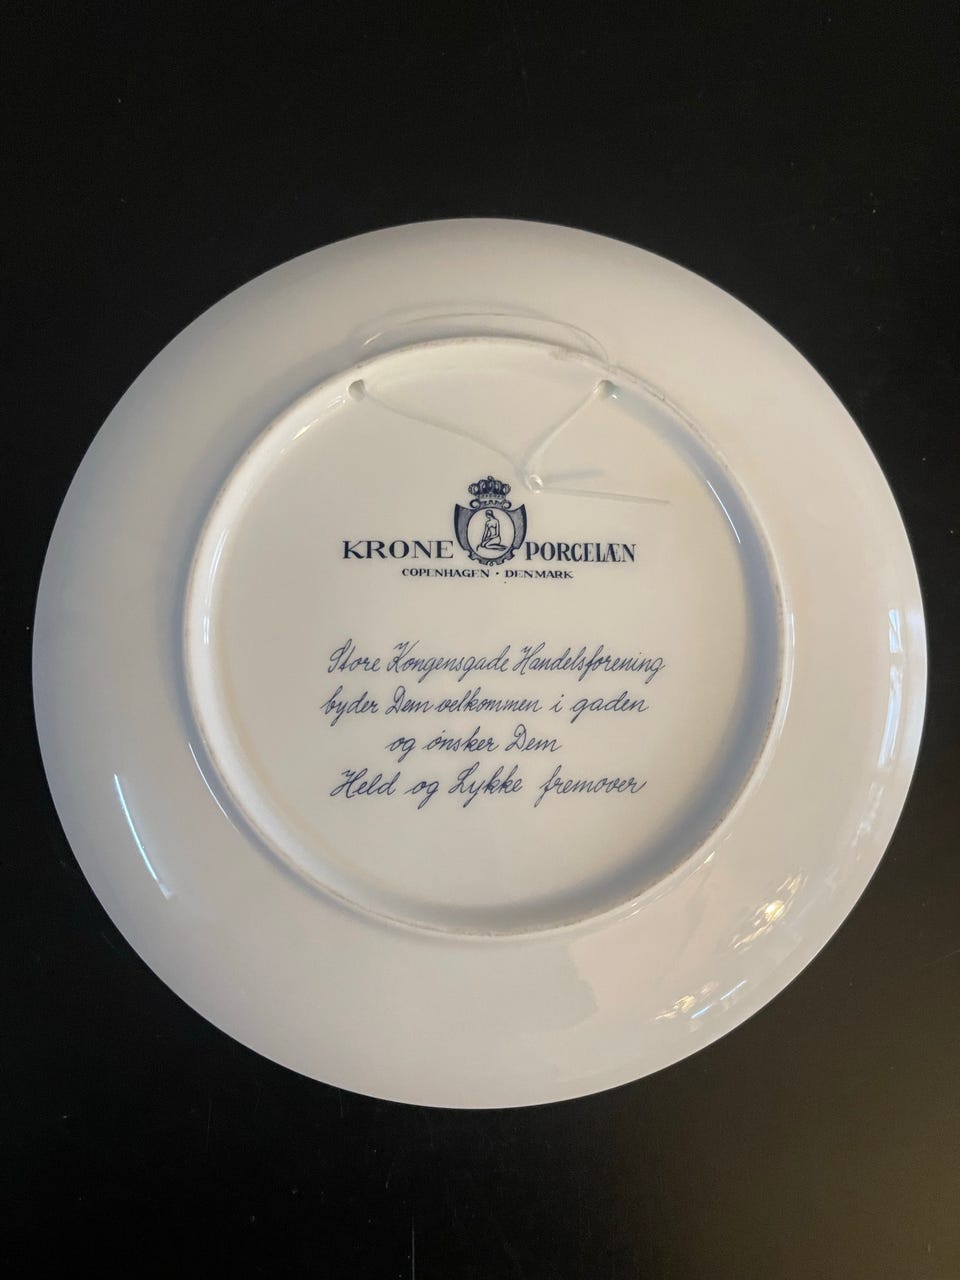 KRONE PORCELÆN
COPENHAGEN · DENMARK
Store Kongensgade Handelsforening
byder Dem velkommen i gaden
og ønsker Dem
Held og Lykke fremover